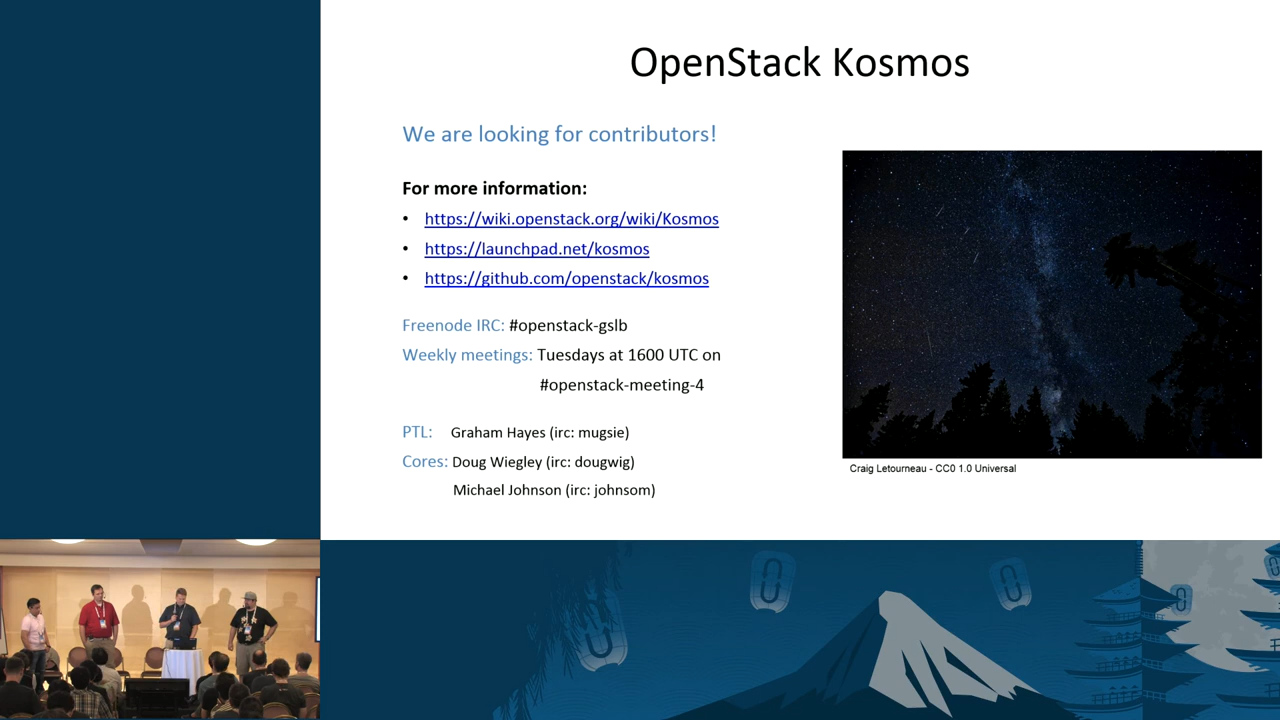 OpenStack Kosmos
We are looking for contributors!
For more information:
• https://wiki.openstack.org/wiki/Kosmos
• https://launchpad.net/kosmos
• https://github.com/openstack/kosmos
Freenode IRC: #openstack-gslb
Weekly meetings: Tuesdays at 1600 UTC on
#openstack-meeting-4
PTL: Graham Hayes (irc: mugsie)
Cores: Doug Wiegley (irc: dougwig)
Michael Johnson (irc: johnsom)
Craig Letourneau - CC0 1.0 Universal